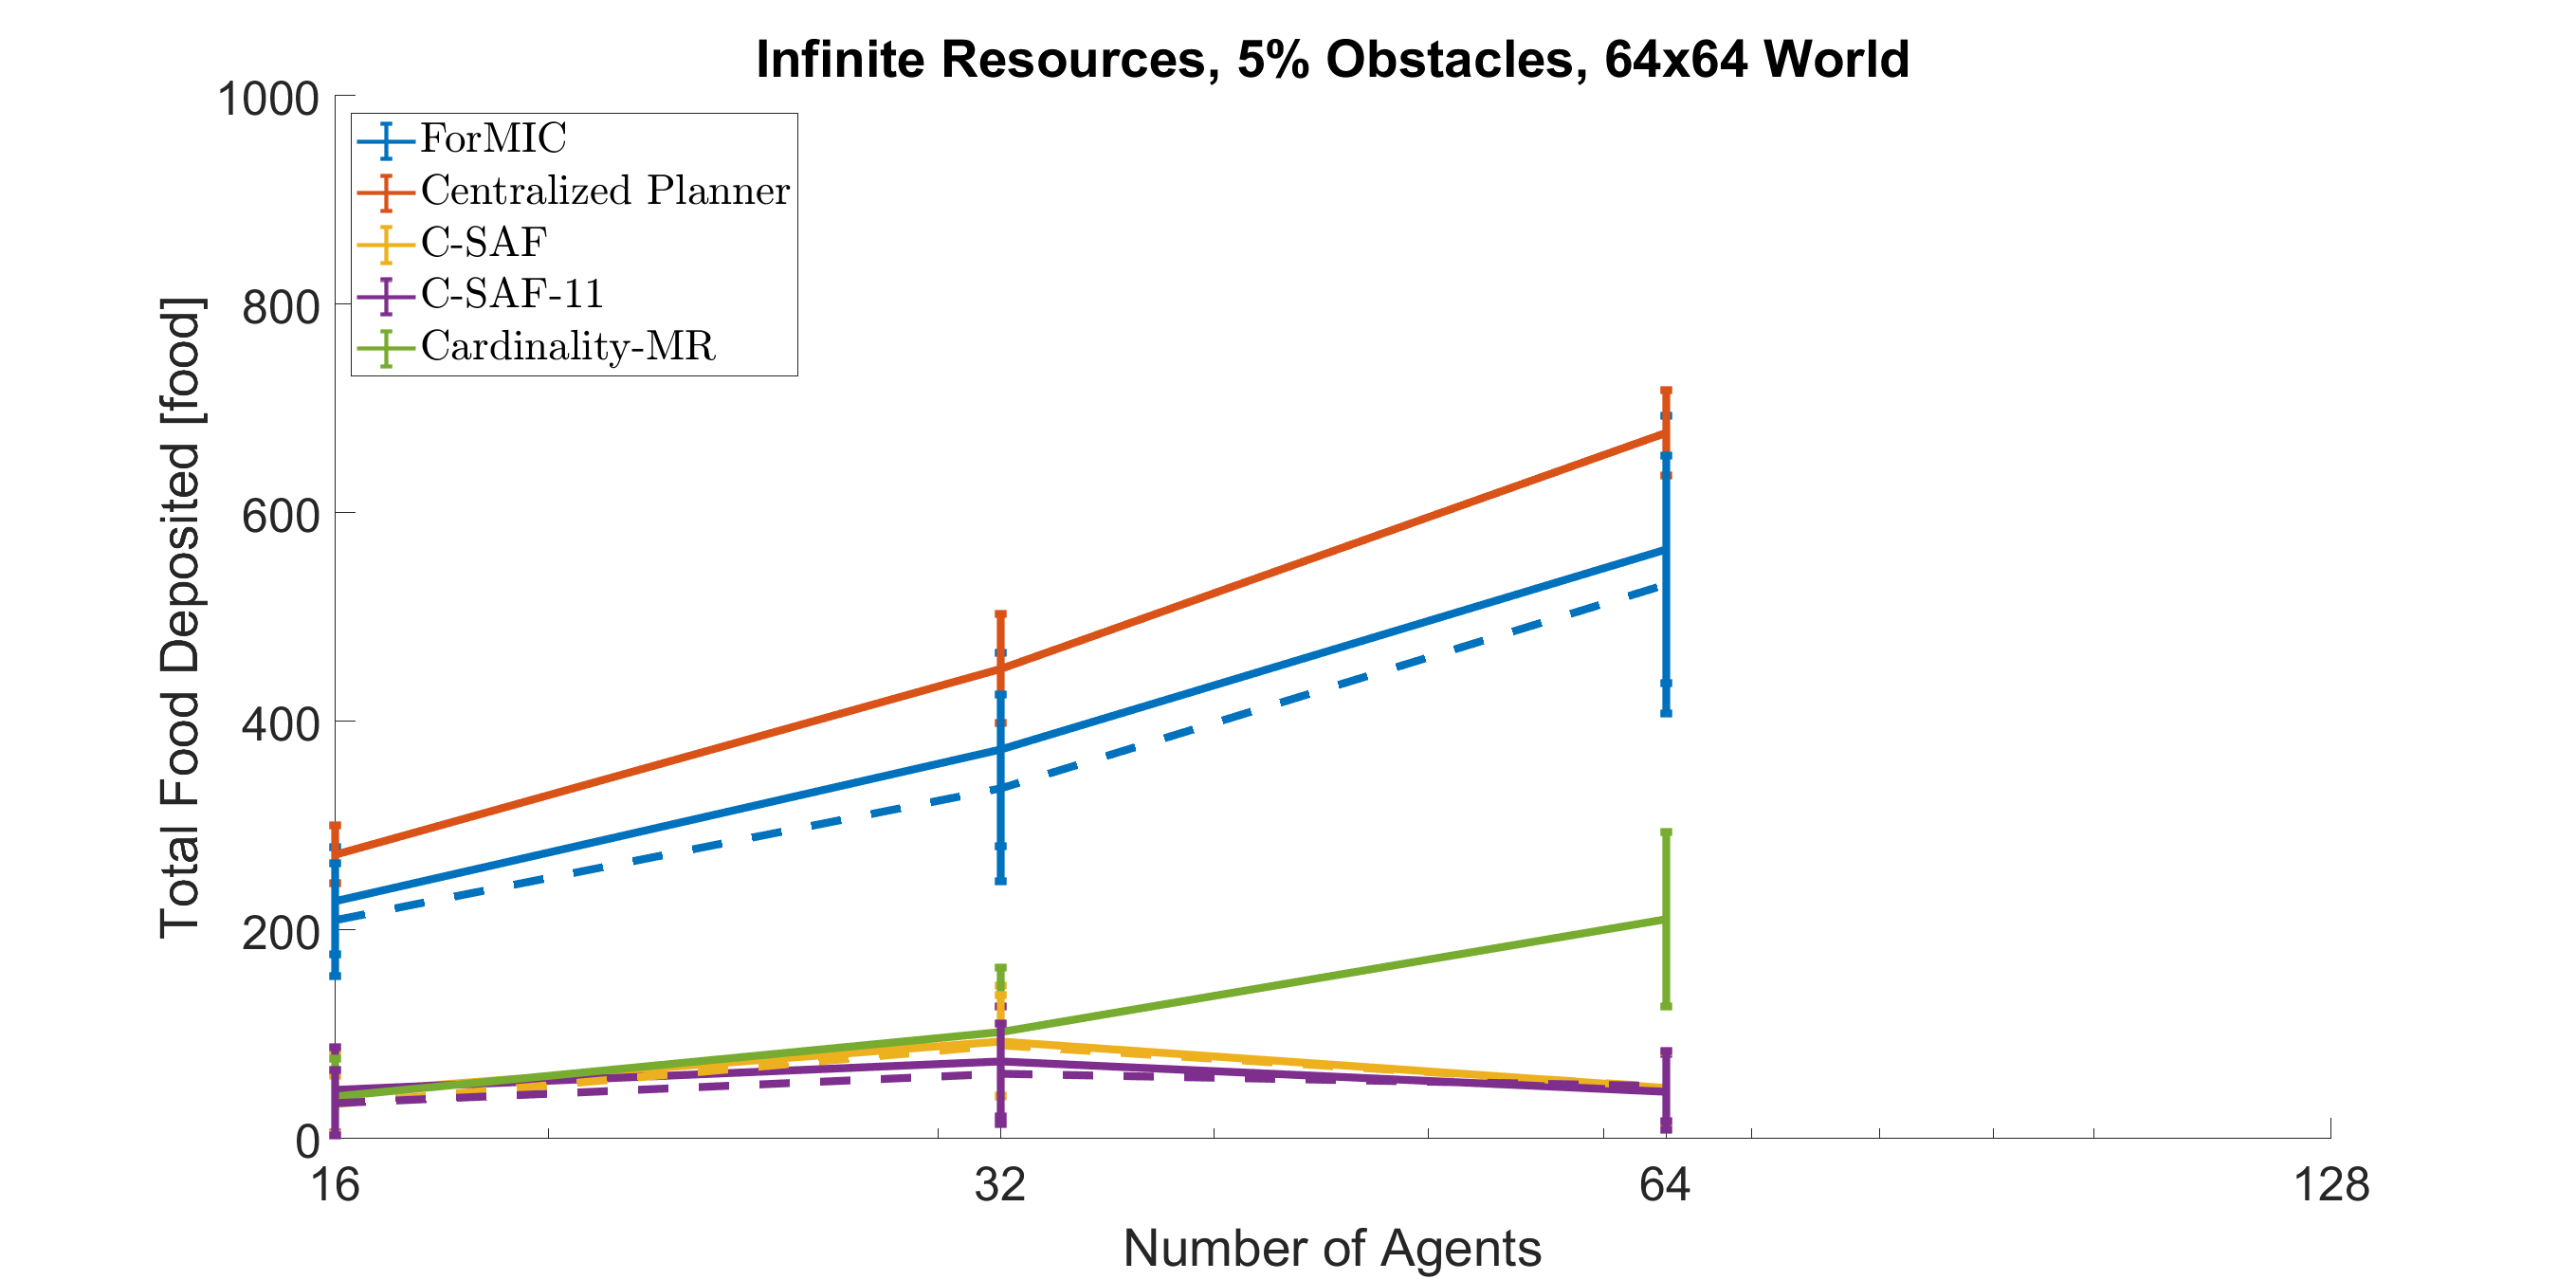 Infinite Resources, 5% Obstacles, 64x64 World
1000
800
600
400
200
0
Total Food Deposited [food]
ForMIC
Centralized Planner
C-SAF
C-SAF-11
Cardinality-MR
16 32 64 128
Number of Agents